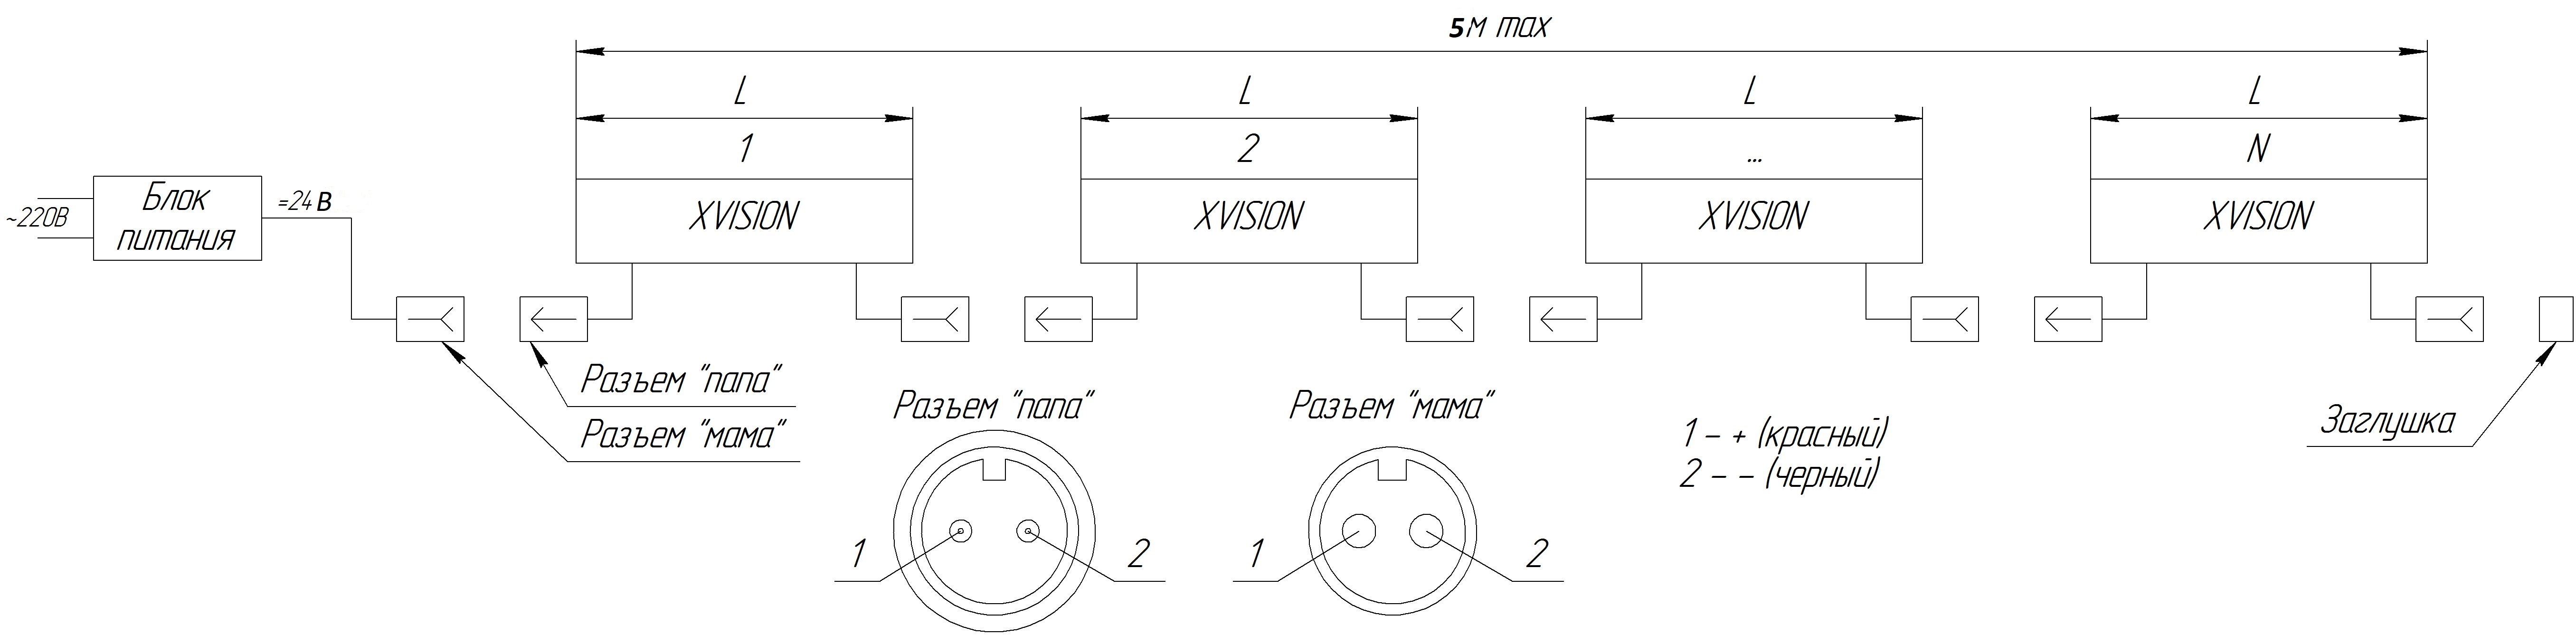 5м max
L L L L
1 2 ... N
~220В
Блок
питания
=24 В
XVISION XVISION XVISION XVISION
Разъем "папа"
Разъем "мама"
Разъем "папа"
Разъем "мама"
1 - + (красный)
2 - - (черный)
Заглушка
1 2 1 2